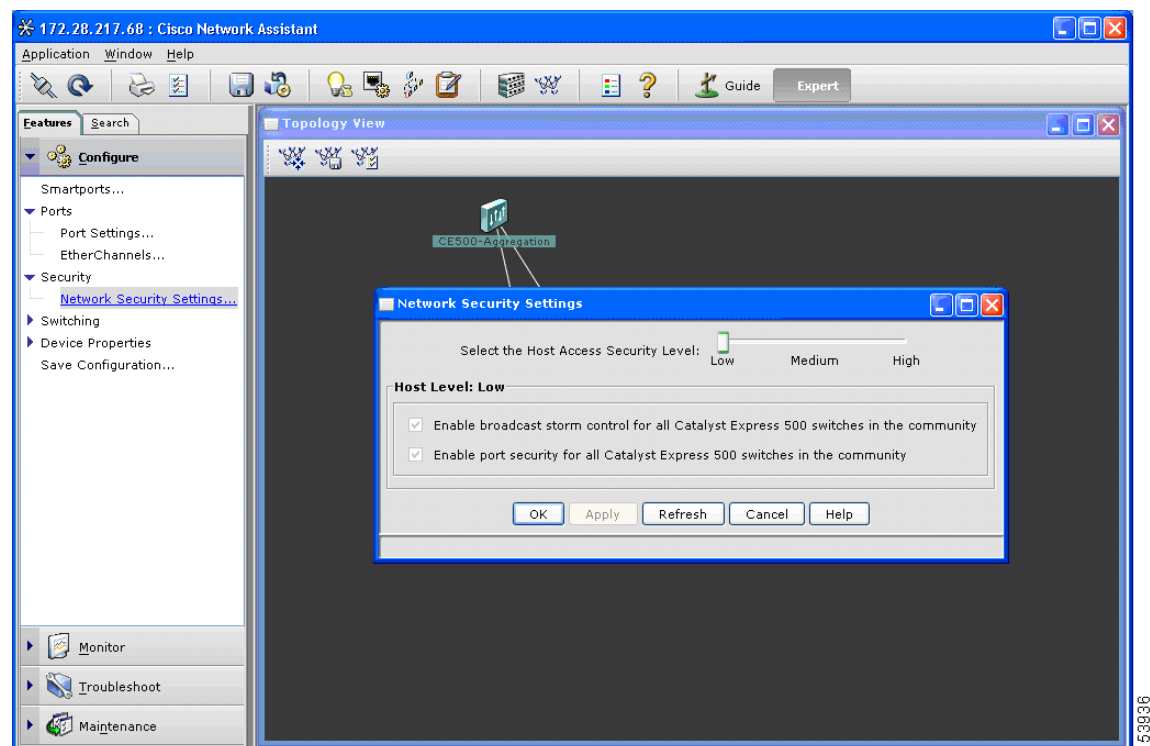 172.28.217.68 : Cisco Network Assistant
Application Window Help
Guide Expert
Features Search
Configure
Smartports...
Ports
Port Settings...
EtherChannels...
Security
Network Security Settings...
Switching
Device Properties
Save Configuration...
Monitor
Troubleshoot
Maintenance
Topology View
CE500-Aggregation
Network Security Settings
Select the Host Access Security Level:
Low Medium High
Host Level: Low
Enable broadcast storm control for all Catalyst Express 500 switches in the community
Enable port security for all Catalyst Express 500 switches in the community
OK Apply Refresh Cancel Help
53936